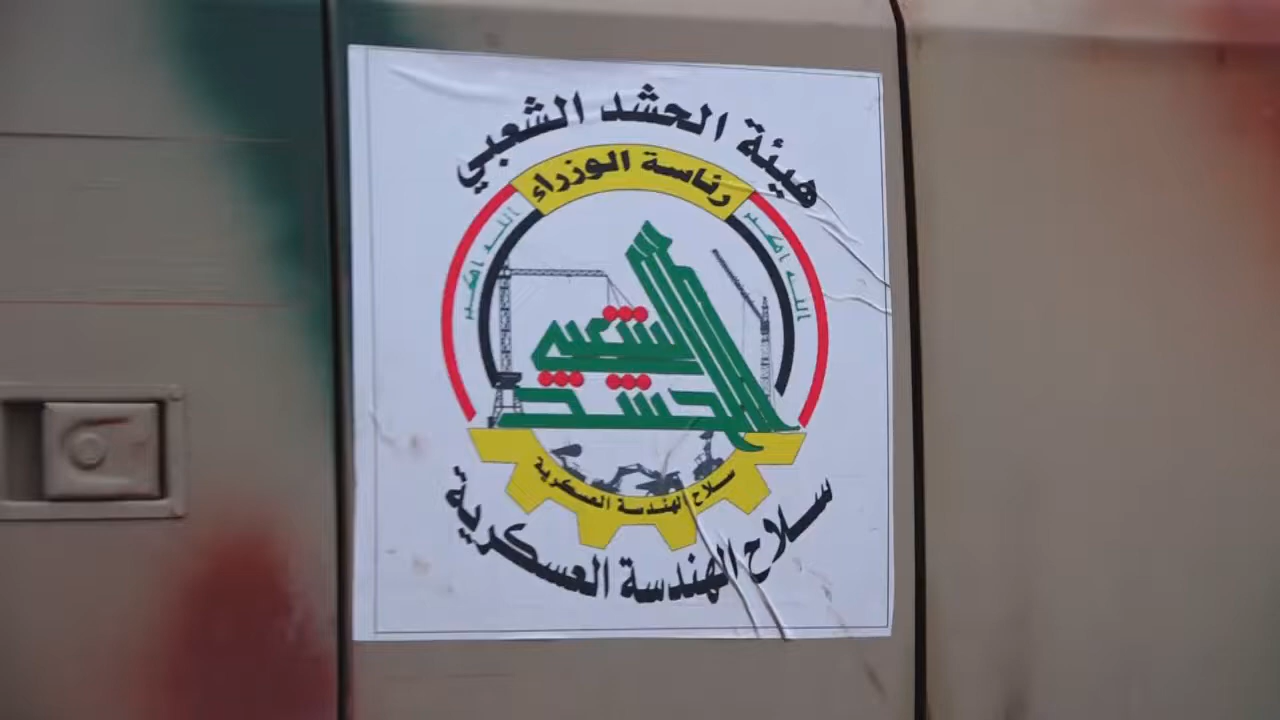 هيئة الحشد الشعبي
رئاسة الوزراء
الله اكبر
الله اكبر
الحشد
الشعبي
سلاح الهندسة العسكرية
سلاح الهندسة العسكرية